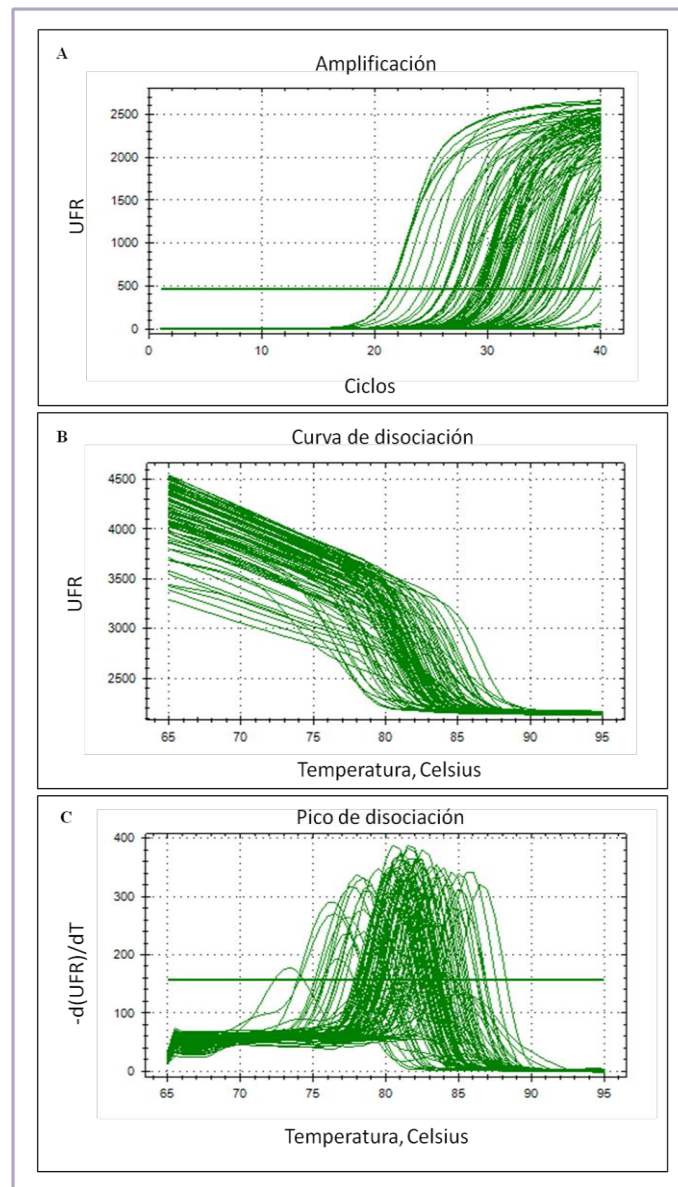 A
Amplificación
2500
2000
1500
1000
500
0
UFR
0 10 20 30 40
Ciclos
B
Curva de disociación
4500
4000
3500
3000
2500
UFR
65 70 75 80 85 90 95
Temperatura, Celsius
C
Pico de disociación
400
300
200
100
0
-d(UFR)/dT
65 70 75 80 85 90 95
Temperatura, Celsius